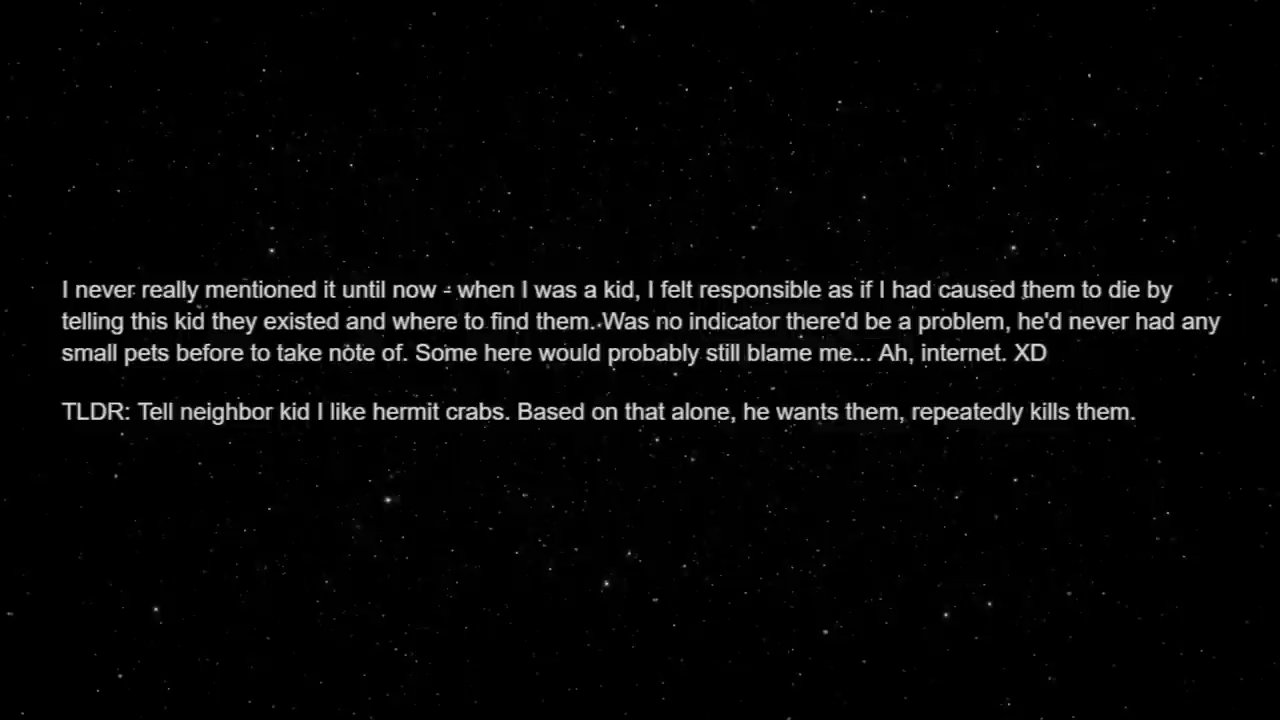 I never really mentioned it until now - when I was a kid, I felt responsible as if I had caused them to die by
telling this kid they existed and where to find them. Was no indicator there'd be a problem, he'd never had any
small pets before to take note of. Some here would probably still blame me... Ah, internet. XD
TLDR: Tell neighbor kid I like hermit crabs. Based on that alone, he wants them, repeatedly kills them.